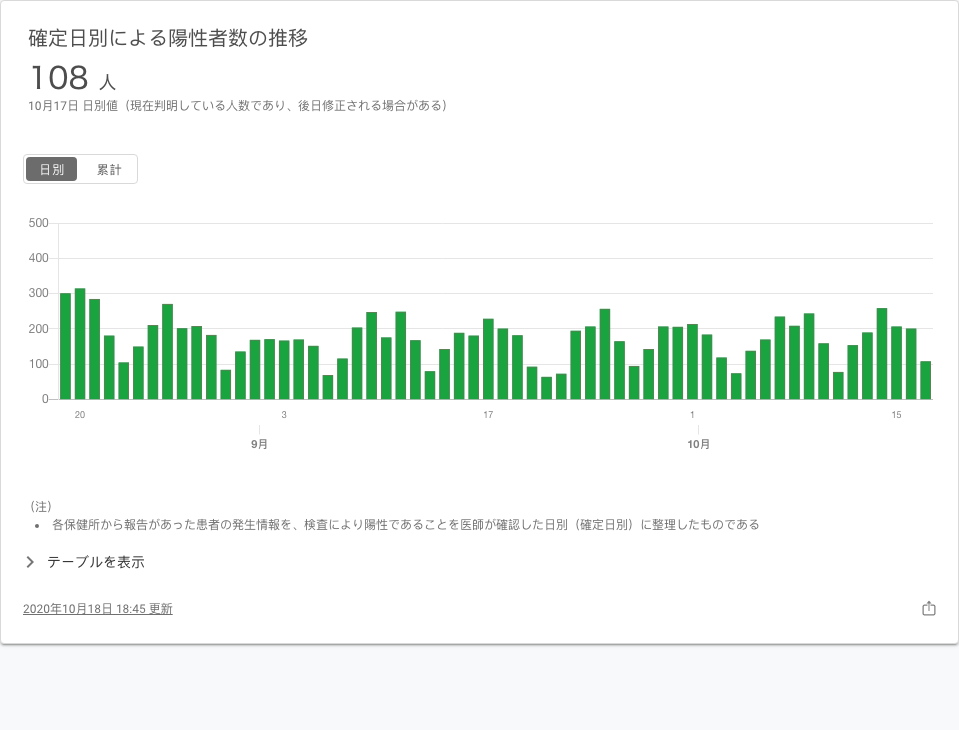 確定日別による陽性者数の推移
108 人
10月17日 日別値（現在判明している人数であり、後日修正される場合がある）
日別 累計
500
400
300
200
100
0
20 3 17 1 15
9月 10月
（注）
• 各保健所から報告があった患者の発生情報を、検査により陽性であることを医師が確認した日別（確定日別）に整理したものである
テーブルを表示
2020年10月18日 18:45 更新